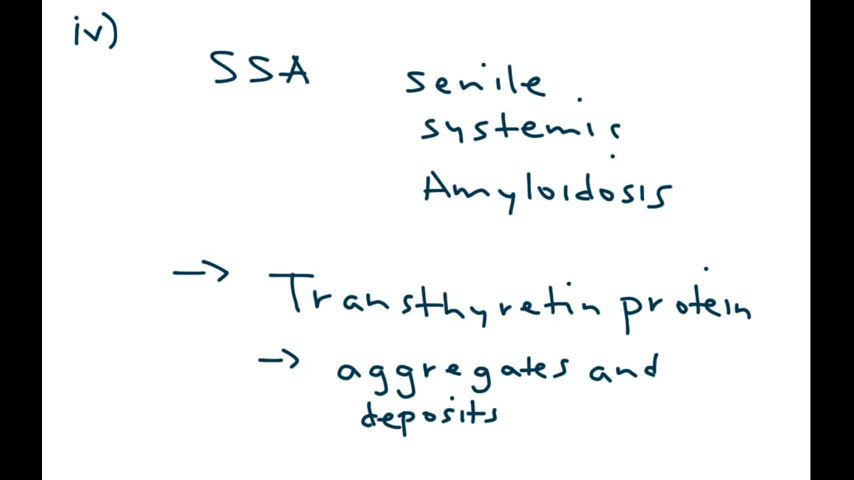 iv)
SSA senile
systemic
Amyloidosis
→ Transthyretin protein
→ aggregates and
deposits